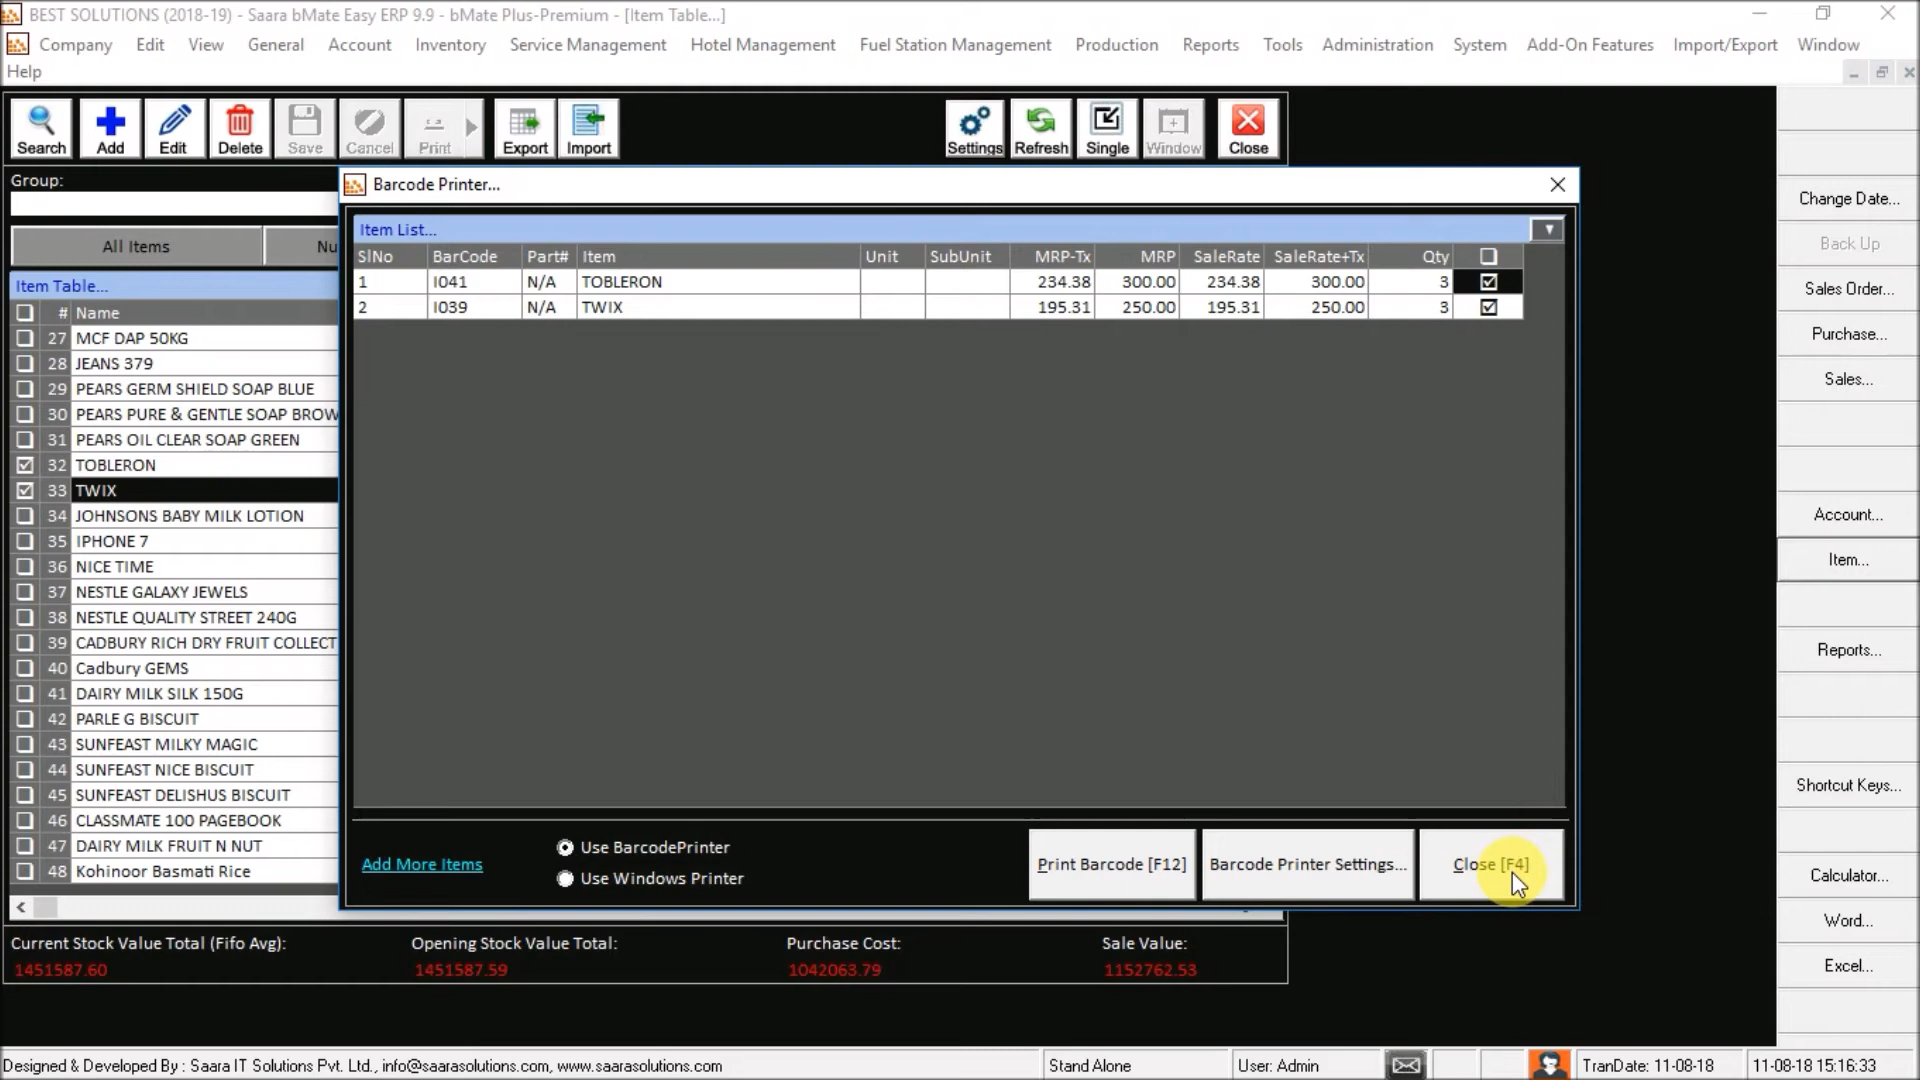 BEST SOLUTIONS (2018-19) - Saara bMate Easy ERP 9.9 - bMate Plus-Premium - [Item Table...]
Company Edit View General Account Inventory Service Management Hotel Management Fuel Station Management Production Reports Tools Administration System Add-On Features Import/Export Window
Help
Search Add Edit Delete Save Cancel Print Export Import Settings Refresh Single Window Close
Group:
All Items Nu
Item Table...
# Name
27 MCF DAP 50KG
28 JEANS 379
29 PEARS GERM SHIELD SOAP BLUE
30 PEARS PURE & GENTLE SOAP BROW
31 PEARS OIL CLEAR SOAP GREEN
32 TOBLERON
33 TWIX
34 JOHNSONS BABY MILK LOTION
35 IPHONE 7
36 NICE TIME
37 NESTLE GALAXY JEWELS
38 NESTLE QUALITY STREET 240G
39 CADBURY RICH DRY FRUIT COLLECT
40 Cadbury GEMS
41 DAIRY MILK SILK 150G
42 PARLE G BISCUIT
43 SUNFEAST MILKY MAGIC
44 SUNFEAST NICE BISCUIT
45 SUNFEAST DELISHUS BISCUIT
46 CLASSMATE 100 PAGEBOOK
47 DAIRY MILK FRUIT N NUT
48 Kohinoor Basmati Rice
Barcode Printer...
Item List...
SlNo BarCode Part# Item Unit SubUnit MRP-Tx MRP SaleRate SaleRate+Tx Qty
1 I041 N/A TOBLERON 234.38 300.00 234.38 300.00 3
2 I039 N/A TWIX 195.31 250.00 195.31 250.00 3
Add More Items
Use BarcodePrinter
Use Windows Printer
Print Barcode [F12]
Barcode Printer Settings...
Close [F4]
Current Stock Value Total (Fifo Avg): Opening Stock Value Total: Purchase Cost: Sale Value:
1451587.60 1451587.59 1042063.79 1152762.53
Change Date...
Back Up
Sales Order...
Purchase...
Sales...
Account...
Item...
Reports...
Shortcut Keys...
Calculator...
Word...
Excel...
Designed & Developed By : Saara IT Solutions Pvt. Ltd., info@saarasolutions.com, www.saarasolutions.com Stand Alone User: Admin TranDate: 11-08-18 11-08-18 15:16:33